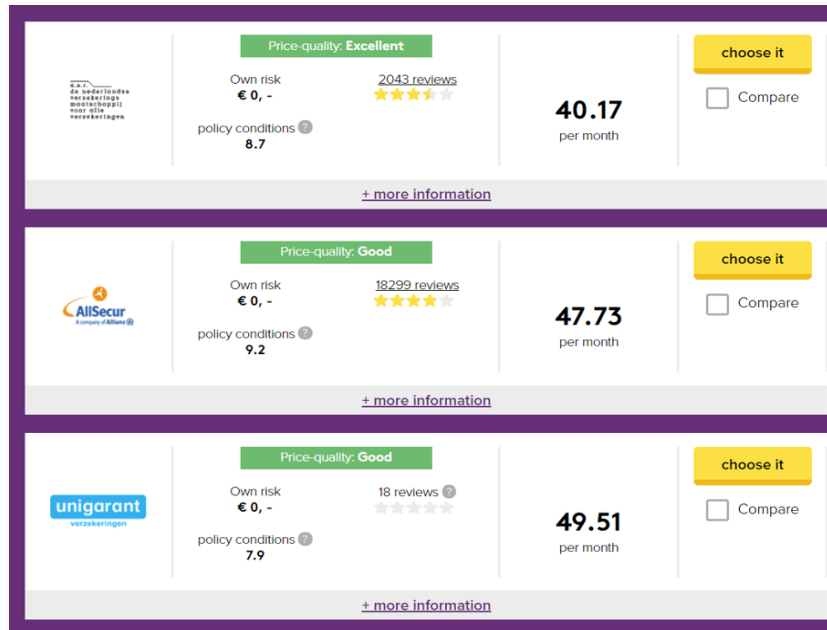 Price-quality: Excellent
choose it
Own risk
2043 reviews
€ 0, -
a.s.r.
de nederlandse
verzekerings
maatschappij
voor alle
verzekeringen
40.17
Compare
policy conditions ?
per month
8.7
+ more information
Price-quality: Good
choose it
Own risk
18299 reviews
€ 0, -
AllSecur
A company of Allianz
47.73
Compare
policy conditions ?
per month
9.2
+ more information
Price-quality: Good
choose it
Own risk
18 reviews ?
€ 0, -
unigarant
verzekeringen
49.51
Compare
policy conditions ?
per month
7.9
+ more information